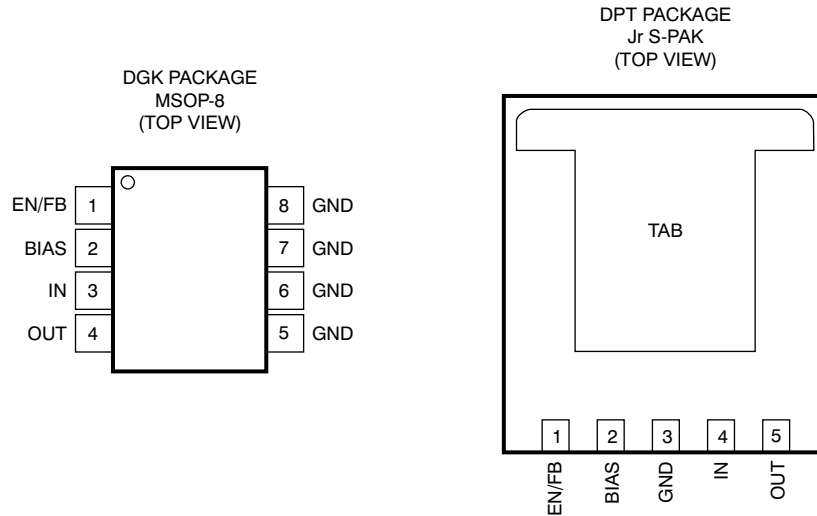 DGK PACKAGE
MSOP-8
(TOP VIEW)
EN/FB 1 8 GND
BIAS 2 7 GND
IN 3 6 GND
OUT 4 5 GND
DPT PACKAGE
Jr S-PAK
(TOP VIEW)
TAB
1 2 3 4 5
EN/FB BIAS GND IN OUT